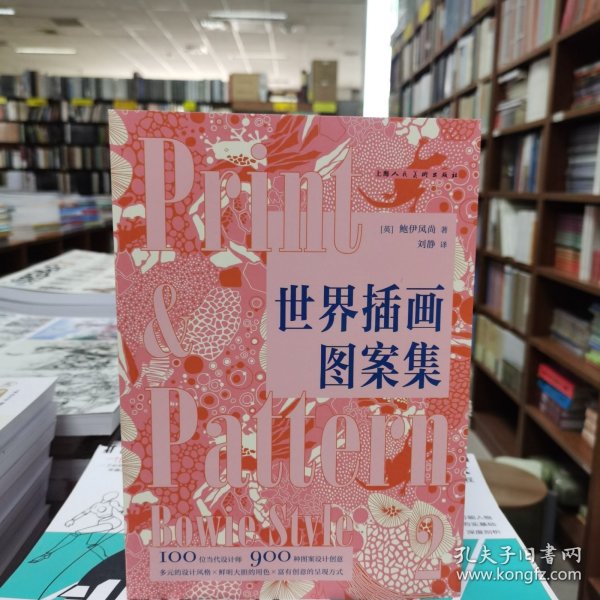 Print
上海人民美術出版社
[英] 鲍伊风尚 著
刘静 译
&
世界插画
图案集
Pattern
Bowie Style
2
100位当代设计师 900种图案设计创意
多元的设计风格×鲜明大胆的用色×富有创意的呈现方式
孔夫子旧书网
www.kongfz.com